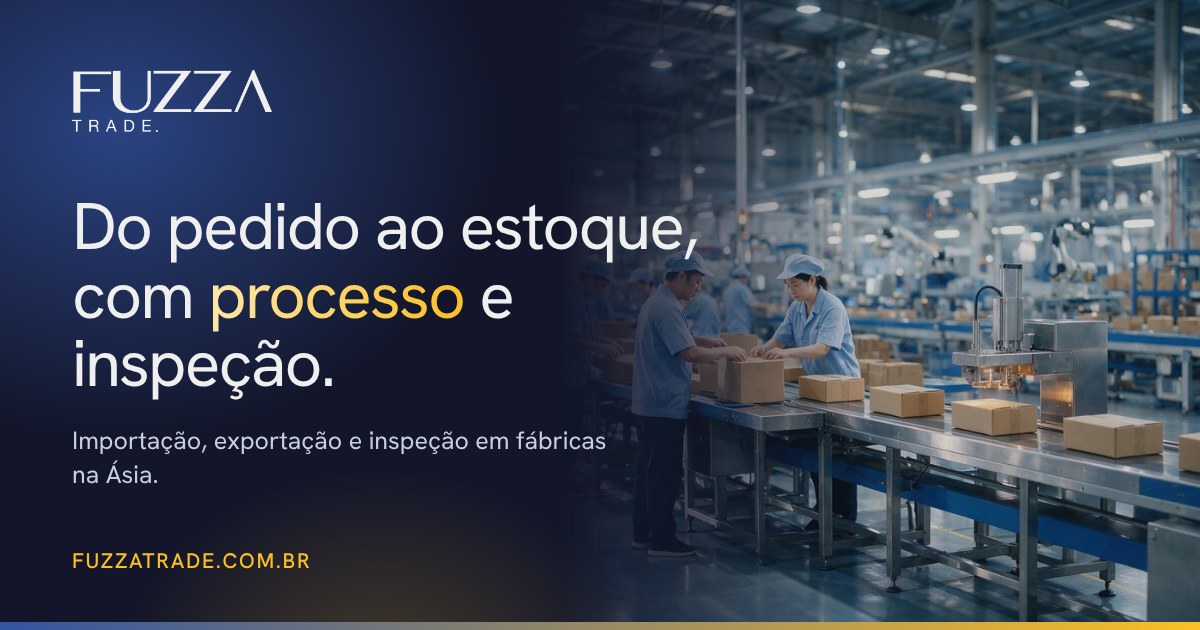 FUZZA
TRADE.
Do pedido ao estoque,
com processo e
inspeção.
Importação, exportação e inspeção em fábricas
na Ásia.
FUZZATRADE.COM.BR